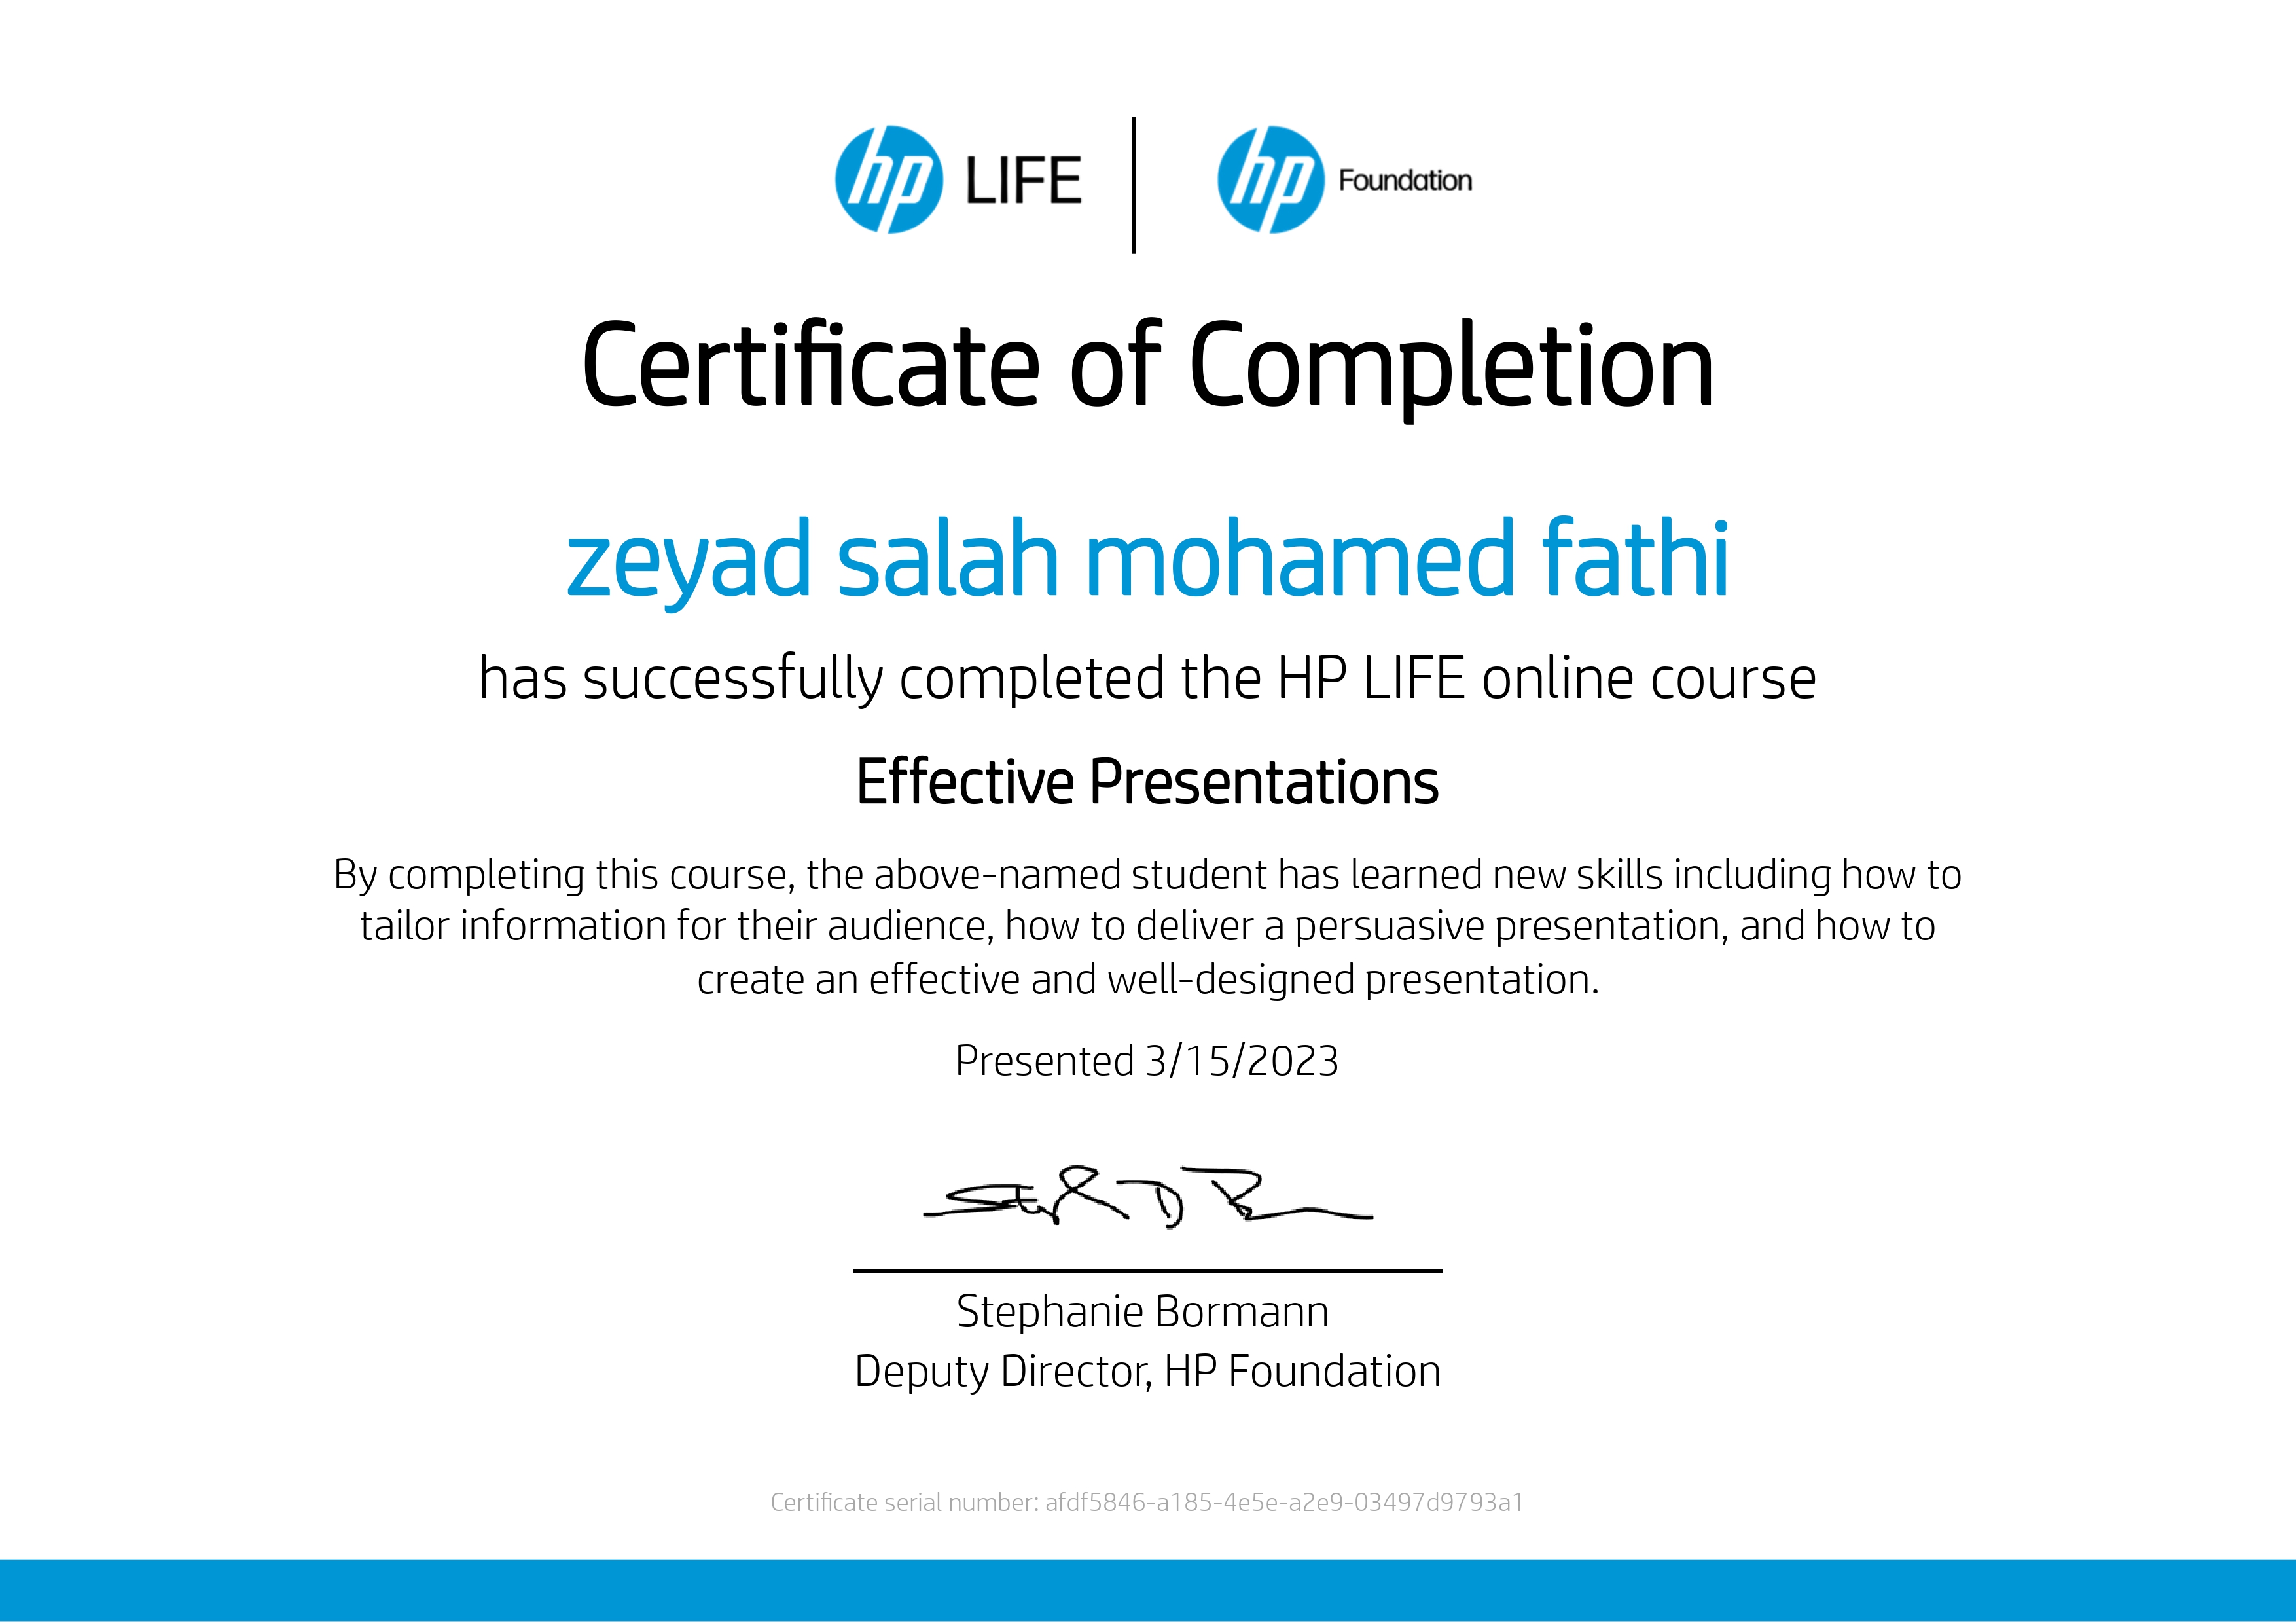 hp LIFE | hp Foundation
Certificate of Completion
zeyad salah mohamed fathi
has successfully completed the HP LIFE online course
Effective Presentations
By completing this course, the above-named student has learned new skills including how to
tailor information for their audience, how to deliver a persuasive presentation, and how to
create an effective and well-designed presentation.
Presented 3/15/2023
Stephanie Bormann
Deputy Director, HP Foundation
Certificate serial number: afdf5846-a185-4e5e-a2e9-03497d9793a1